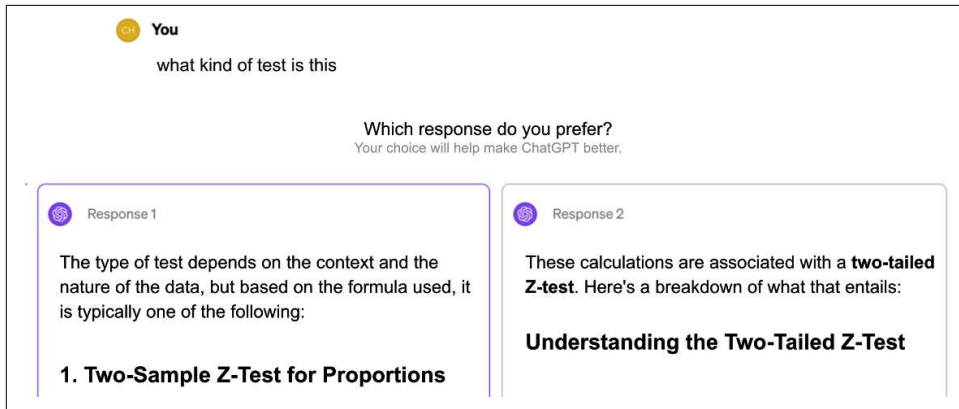 CH You
what kind of test is this
Which response do you prefer?
Your choice will help make ChatGPT better.
Response 1
The type of test depends on the context and the
nature of the data, but based on the formula used, it
is typically one of the following:
1. Two-Sample Z-Test for Proportions
Response 2
These calculations are associated with a two-tailed
Z-test. Here's a breakdown of what that entails:
Understanding the Two-Tailed Z-Test